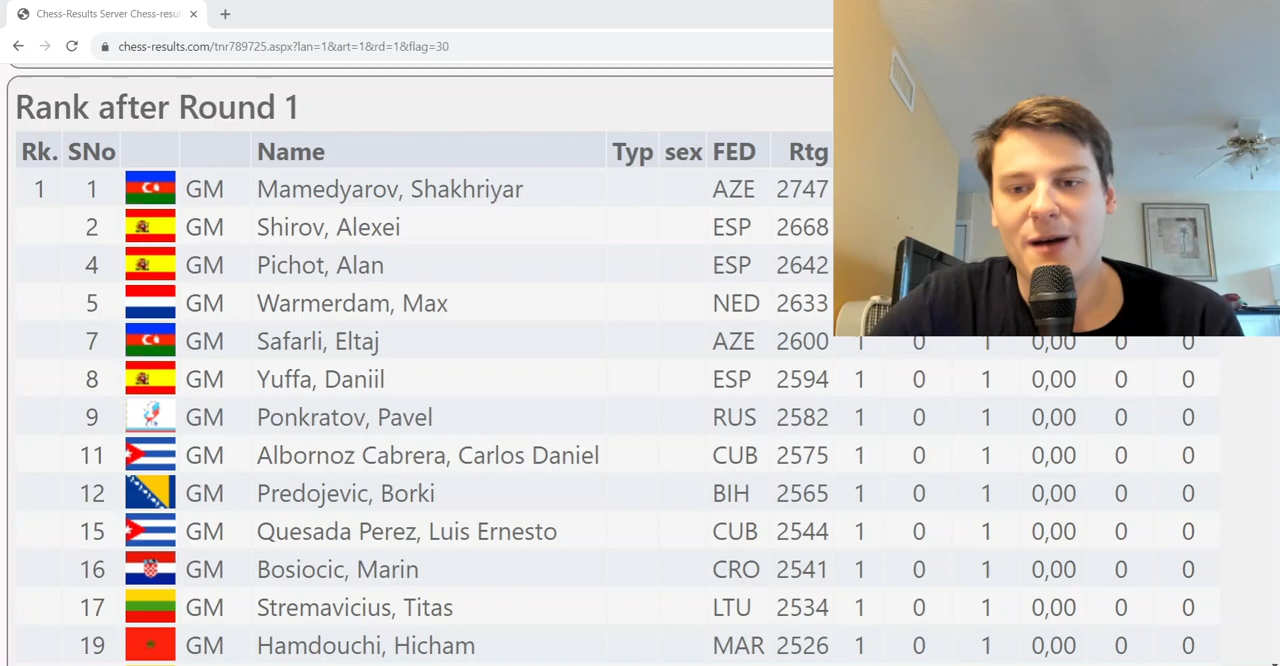 Chess-Results Server Chess-resul
chess-results.com/tnr789725.aspx?lan=1&art=1&rd=1&flag=30
Rank after Round 1
Rk. SNo Name Typ sex FED Rtg
1 1 GM Mamedyarov, Shakhriyar AZE 2747
2 GM Shirov, Alexei ESP 2668
4 GM Pichot, Alan ESP 2642
5 GM Warmerdam, Max NED 2633
7 GM Safarli, Eltaj AZE 2600 1 0 1 0,00 0 0
8 GM Yuffa, Daniil ESP 2594 1 0 1 0,00 0 0
9 GM Ponkratov, Pavel RUS 2582 1 0 1 0,00 0 0
11 GM Albornoz Cabrera, Carlos Daniel CUB 2575 1 0 1 0,00 0 0
12 GM Predojevic, Borki BIH 2565 1 0 1 0,00 0 0
15 GM Quesada Perez, Luis Ernesto CUB 2544 1 0 1 0,00 0 0
16 GM Bosiocic, Marin CRO 2541 1 0 1 0,00 0 0
17 GM Stremavicius, Titas LTU 2534 1 0 1 0,00 0 0
19 GM Hamdouchi, Hicham MAR 2526 1 0 1 0,00 0 0